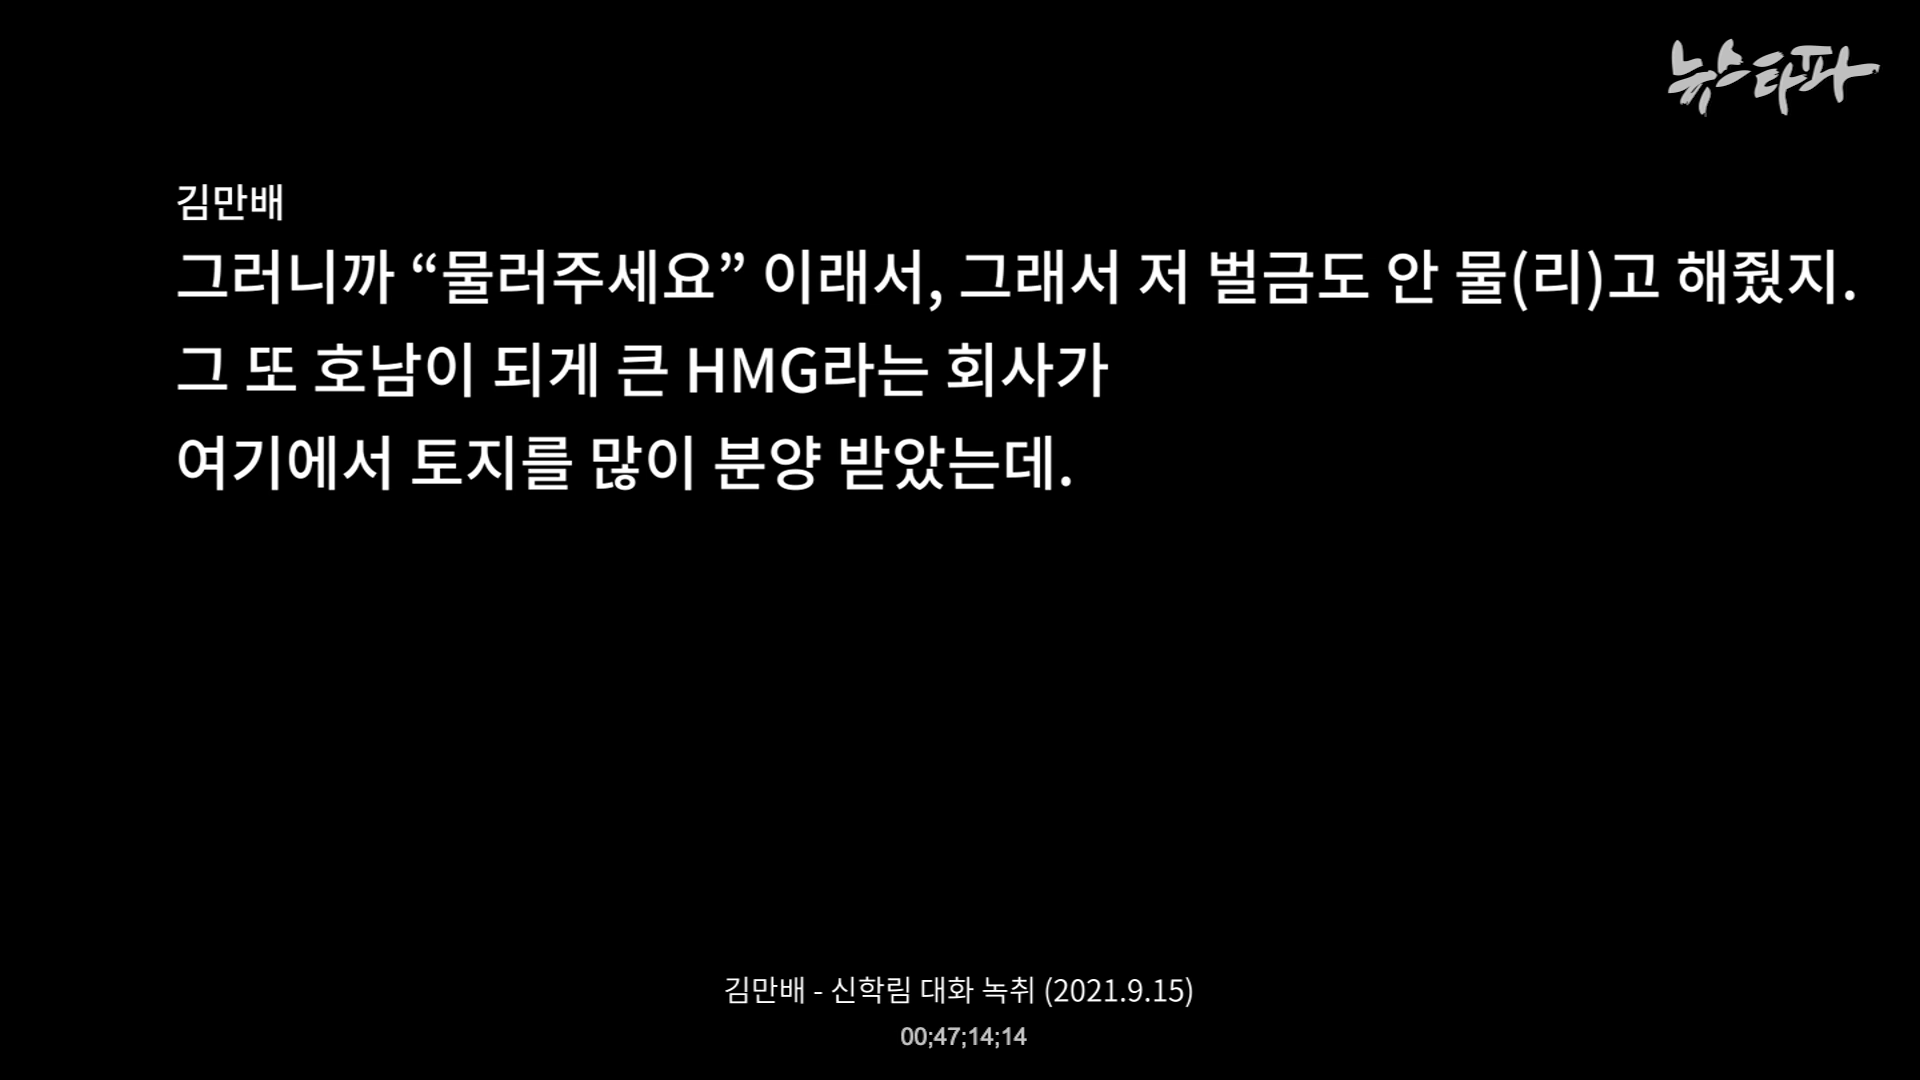 뉴스타파
김만배
그러니까 “물러주세요” 이래서, 그래서 저 벌금도 안 물(리)고 해줬지.
그 또 호남이 되게 큰 HMG라는 회사가
여기에서 토지를 많이 분양 받았는데.
김만배 - 신학림 대화 녹취 (2021.9.15)
00;47;14;14